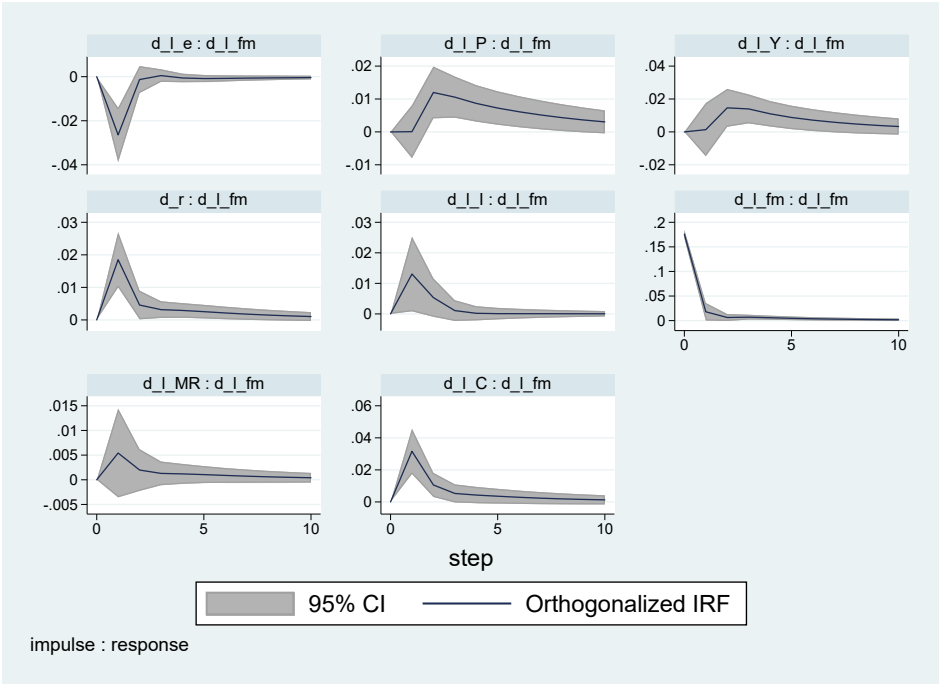 d_l_e : d_l_fm
0
-.02
-.04
d_l_P : d_l_fm
.02
.01
0
-.01
d_l_Y : d_l_fm
.04
.02
0
-.02
d_r : d_l_fm
.03
.02
.01
0
d_l_I : d_l_fm
.03
.02
.01
0
d_l_fm : d_l_fm
.2
.15
.1
.05
0
0 5 10
d_l_MR : d_l_fm
.015
.01
.005
0
-.005
0 5 10
d_l_C : d_l_fm
.06
.04
.02
0
0 5 10
step
95% CI Orthogonalized IRF
impulse : response